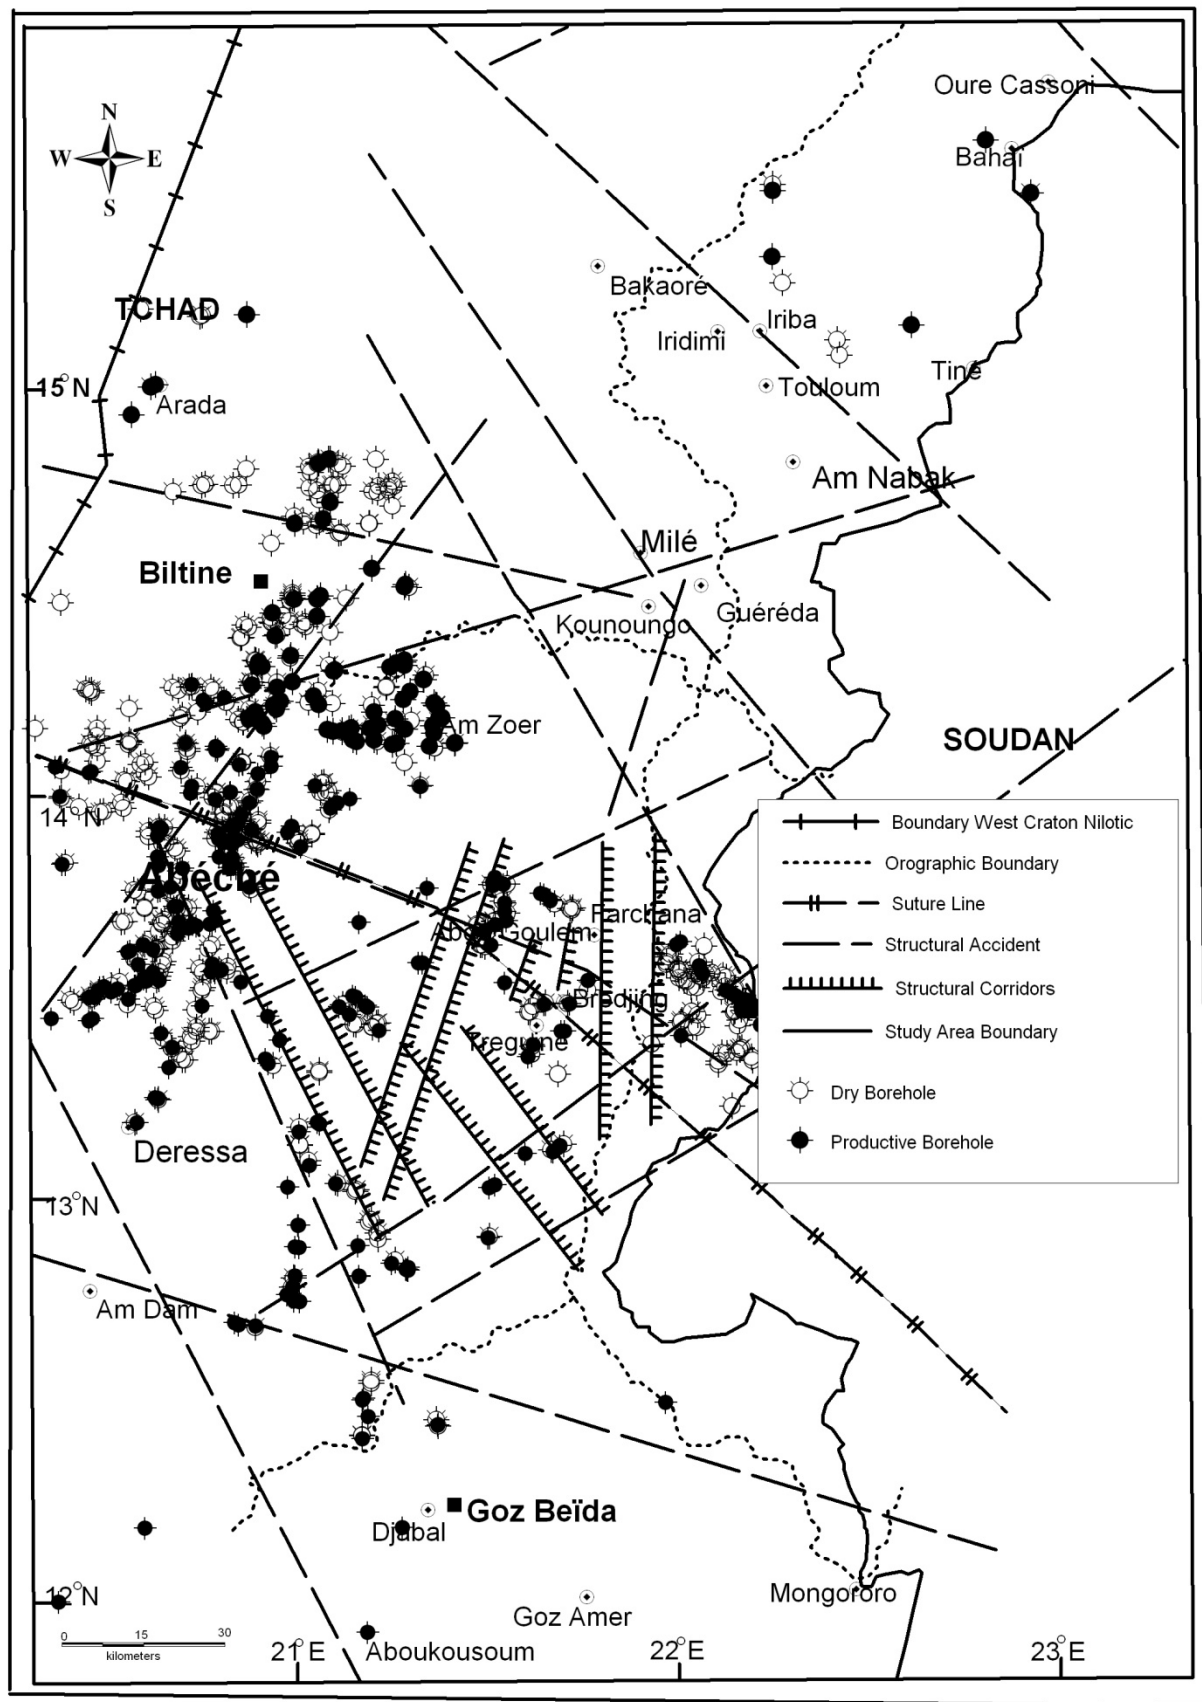 Oure Cassoni
N
W E
S
Bahaï
Bakaoré
TCHAD
Iriba
Iridimi
Tiné
15°N
Touloum
Arada
Am Nabak
Milé
Biltine
Guéréda
Kounoungo
Am Zoer
SOUDAN
14°N
Boundary West Craton Nilotic
Orographic Boundary
Abéché
Suture Line
Farchana
Abou Goulem
Structural Accident
Structural Corridors
Bredjing
Study Area Boundary
Treguine
Dry Borehole
Productive Borehole
Deressa
13°N
Am Dam
Goz Beïda
Djabal
Mongororo
12°N
Goz Amer
0 15 30
kilometers
Aboukousoum
21°E 22°E 23°E